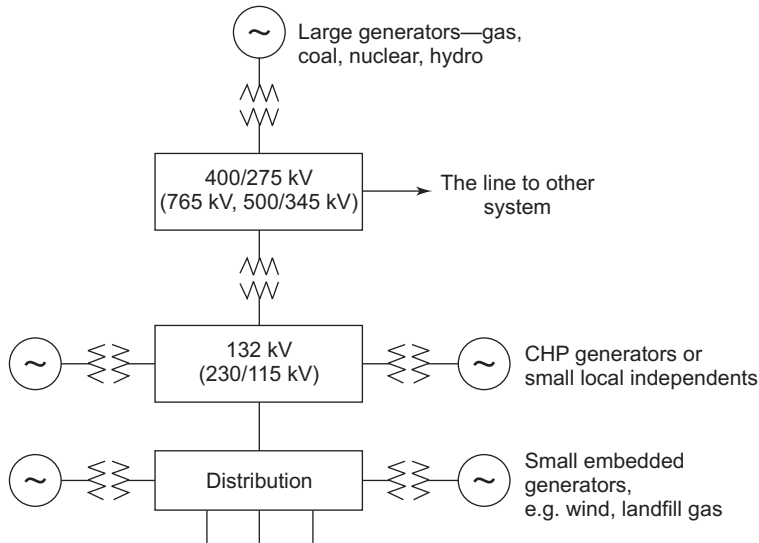 ~
Large generators—gas,
coal, nuclear, hydro
400/275 kV
(765 kV, 500/345 kV)
The line to other
system
~
132 kV
(230/115 kV)
~
CHP generators or
small local independents
~
Distribution
~
Small embedded
generators,
e.g. wind, landfill gas